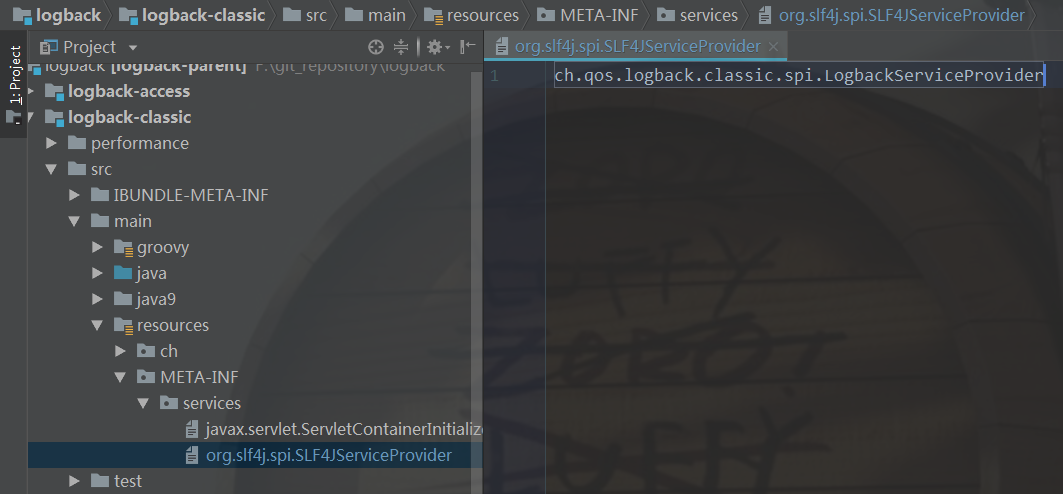 logback logback-classic src main resources META-INF services org.slf4j.spi.SLF4JServiceProvider
1: Project
Project
org.slf4j.spi.SLF4JServiceProvider
logback [logback-parent] F:\git_repository\logback
1 ch.qos.logback.classic.spi.LogbackServiceProvider
logback-access
logback-classic
performance
src
IBUNDLE-META-INF
main
groovy
java
java9
resources
ch
META-INF
services
javax.servlet.ServletContainerInitialize
org.slf4j.spi.SLF4JServiceProvider
test